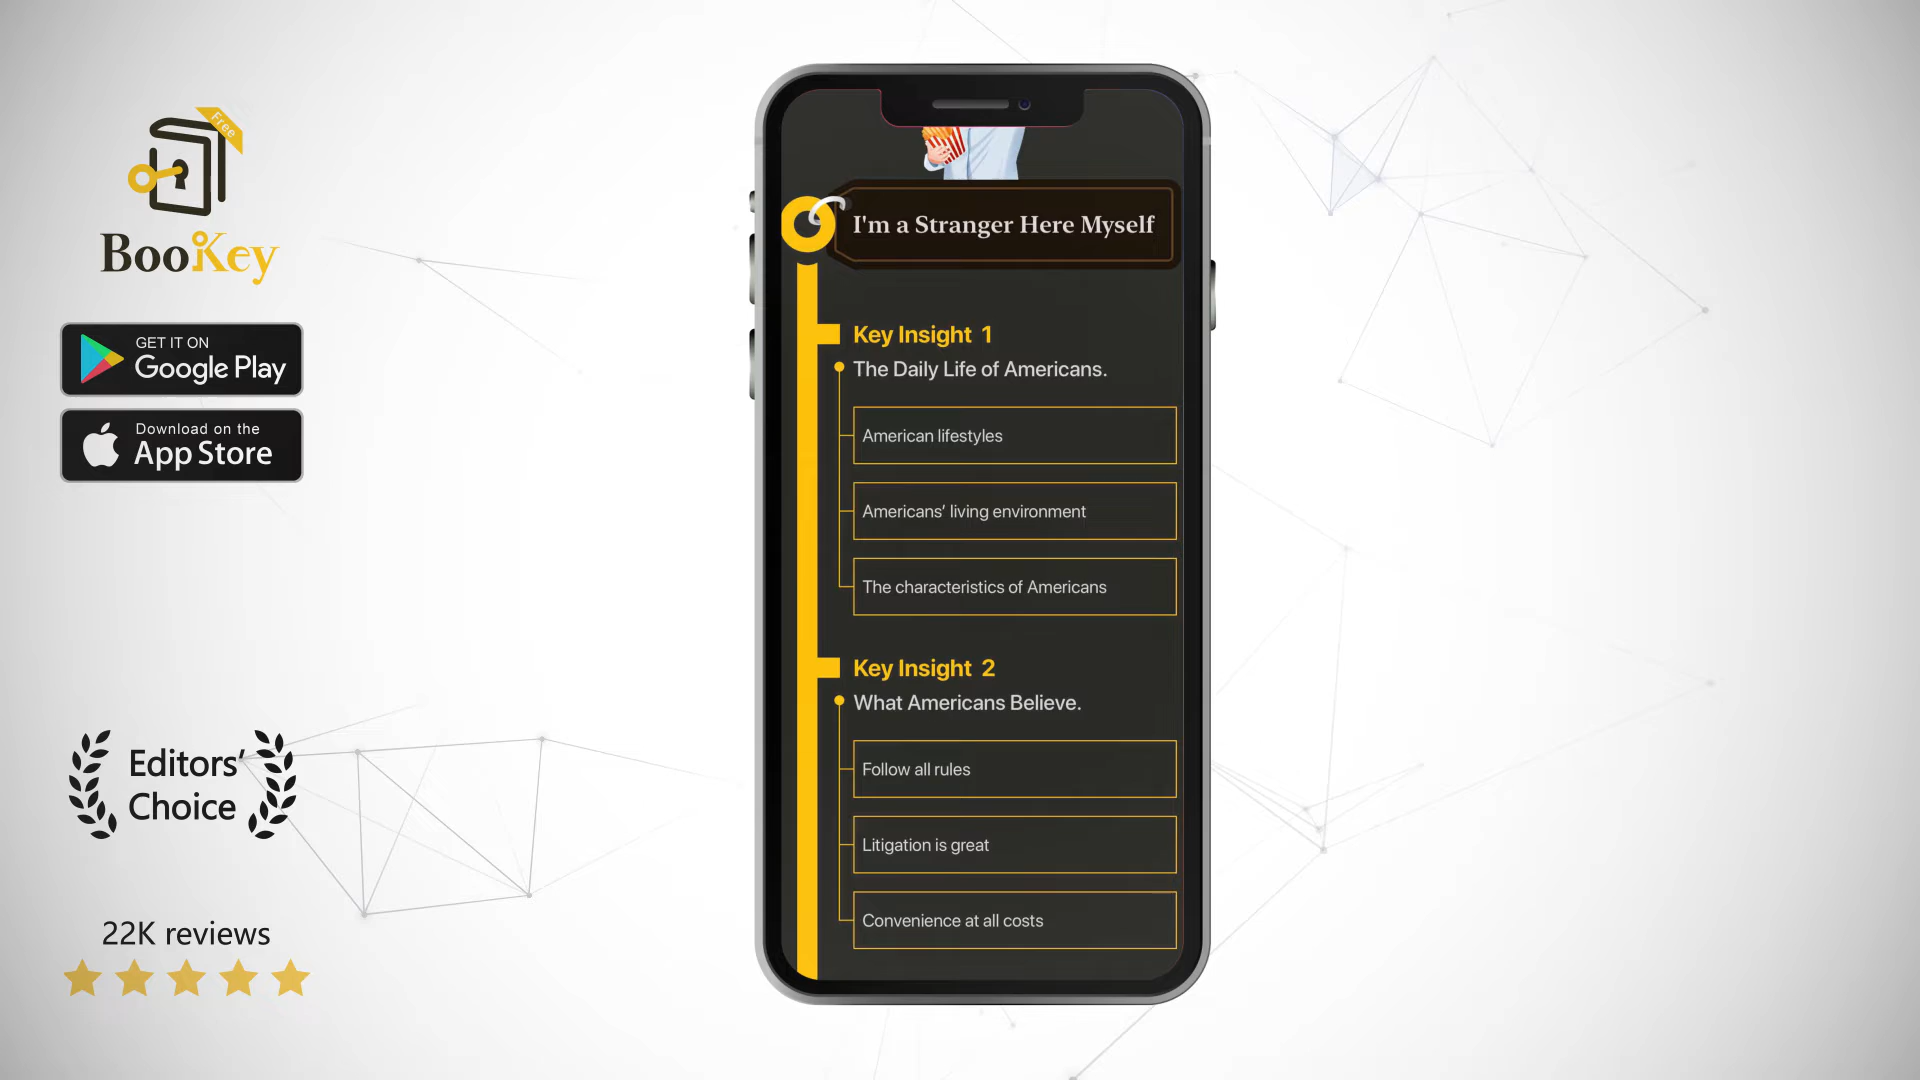 Free
BooKey
GET IT ON
Google Play
Download on the
App Store
Editors'
Choice
22K reviews
I'm a Stranger Here Myself
Key Insight 1
The Daily Life of Americans.
American lifestyles
Americans’ living environment
The characteristics of Americans
Key Insight 2
What Americans Believe.
Follow all rules
Litigation is great
Convenience at all costs